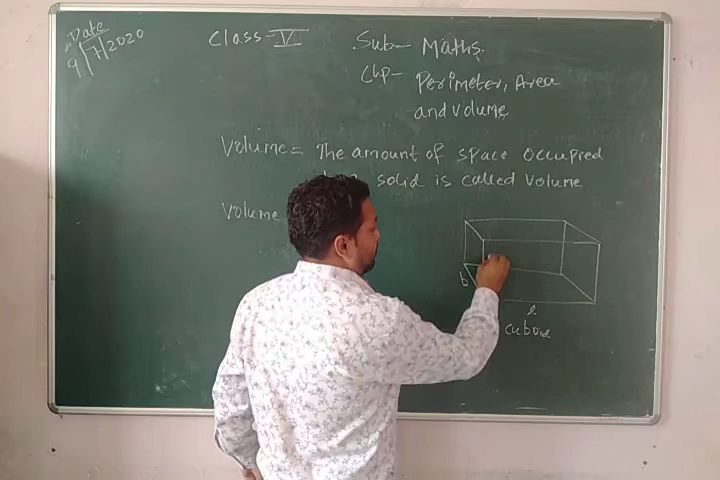 Date
9/7/2020
Class - V
Sub- Maths.
Chp- Perimeter, Area
and volume
Volume = The amount of space occupied
solid is called volume
Volume
b
l
cuboid